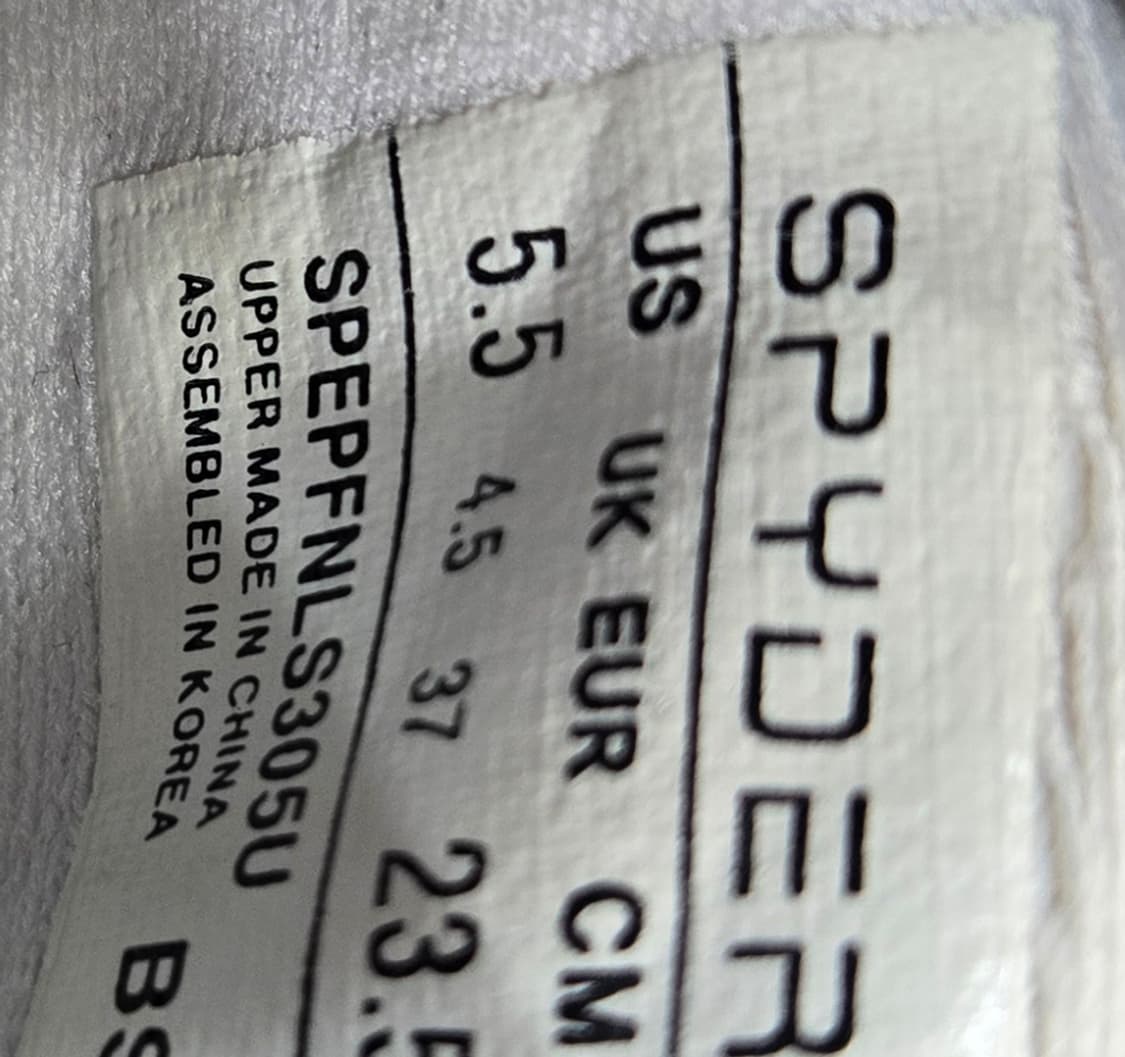 SPYDER
US UK EUR CM
5.5 4.5 37 23.5
SPEPFNLS305U
UPPER MADE IN CHINA
ASSEMBLED IN KOREA